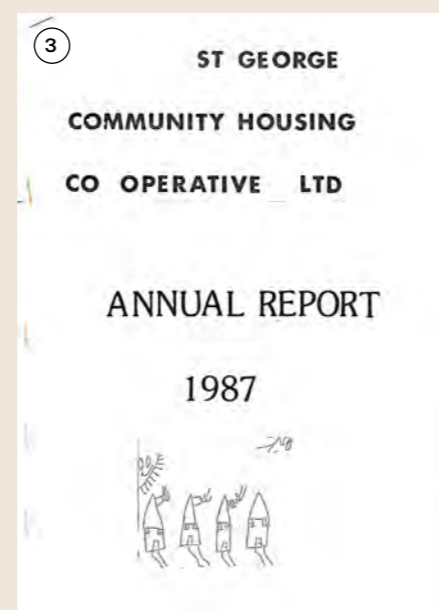 3
ST GEORGE
COMMUNITY HOUSING
CO OPERATIVE LTD
ANNUAL REPORT
1987